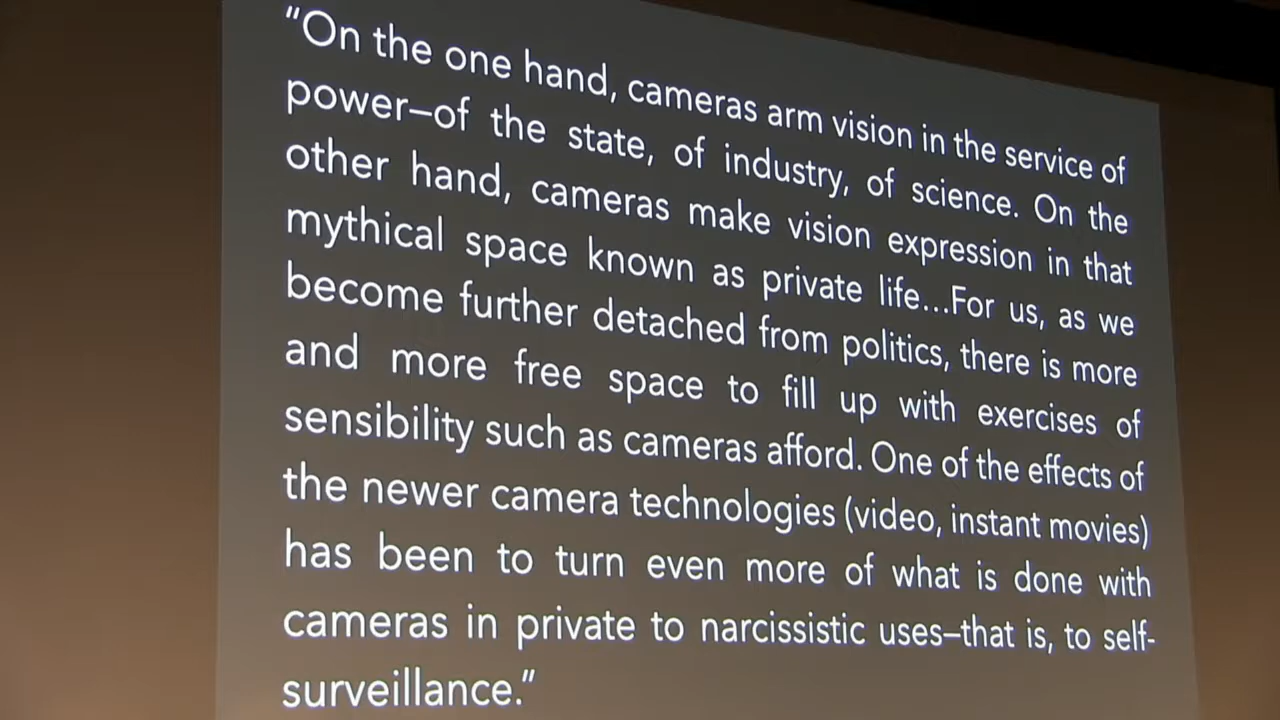 “On the one hand, cameras arm vision in the service of
power–of the state, of industry, of science. On the
other hand, cameras make vision expression in that
mythical space known as private life...For us, as we
become further detached from politics, there is more
and more free space to fill up with exercises of
sensibility such as cameras afford. One of the effects of
the newer camera technologies (video, instant movies)
has been to turn even more of what is done with
cameras in private to narcissistic uses–that is, to self-
surveillance.”